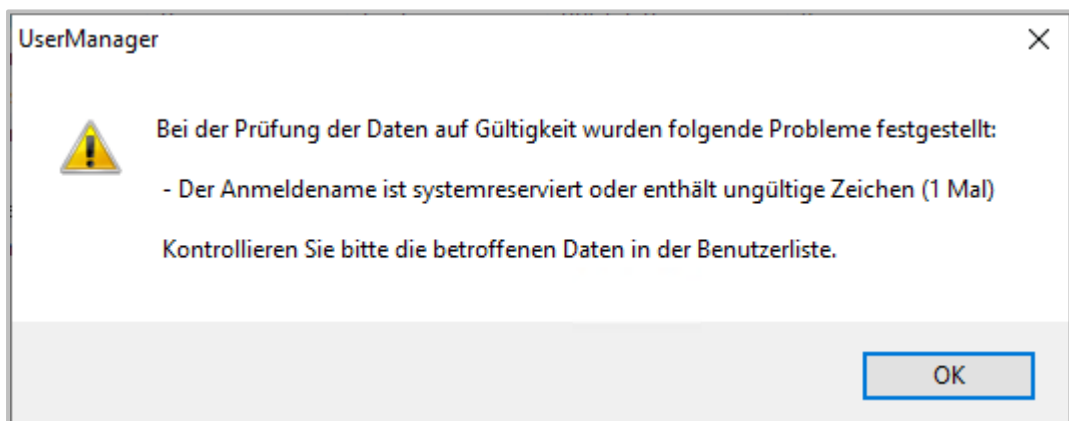 UserManager
Bei der Prüfung der Daten auf Gültigkeit wurden folgende Probleme festgestellt:
- Der Anmeldename ist systemreserviert oder enthält ungültige Zeichen (1 Mal)
Kontrollieren Sie bitte die betroffenen Daten in der Benutzerliste.
OK